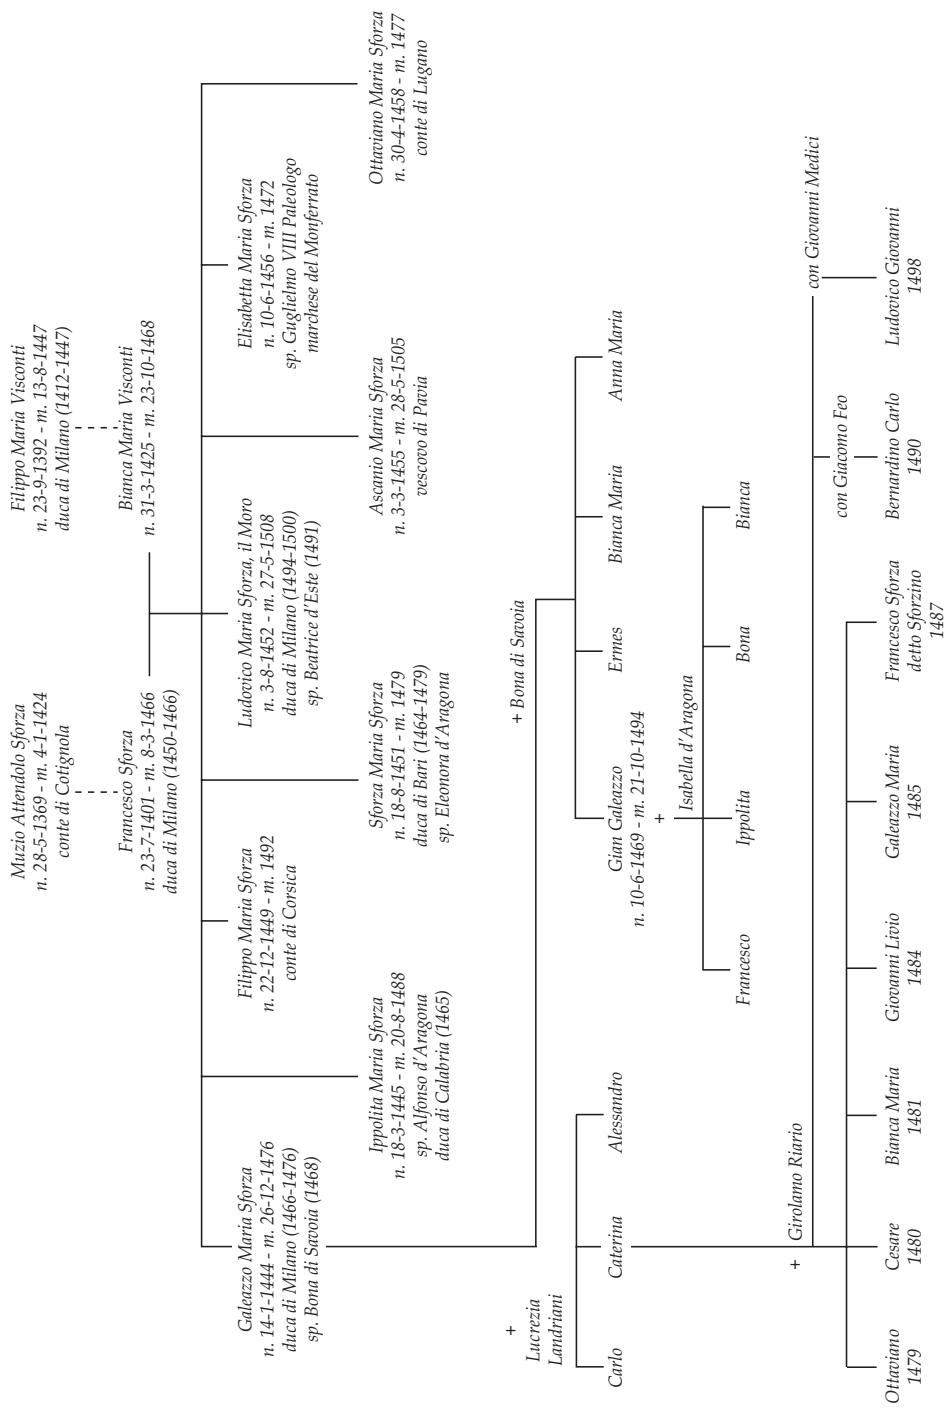 Muzio Attendolo Sforza
n. 28-5-1369 - m. 4-1-1424
conte di Cotignola
Filippo Maria Visconti
n. 23-9-1392 - m. 13-8-1447
duca di Milano (1412-1447)
Francesco Sforza
n. 23-7-1401 - m. 8-3-1466
duca di Milano (1450-1466)
Bianca Maria Visconti
n. 31-3-1425 - m. 23-10-1468
Galeazzo Maria Sforza
n. 14-1-1444 - m. 26-12-1476
duca di Milano (1466-1476)
sp. Bona di Savoia (1468)
Filippo Maria Sforza
n. 22-12-1449 - m. 1492
conte di Corsica
Ludovico Maria Sforza, il Moro
n. 3-8-1452 - m. 27-5-1508
duca di Milano (1494-1500)
sp. Beatrice d'Este (1491)
Elisabetta Maria Sforza
n. 10-6-1456 - m. 1472
sp. Guglielmo VIII Paleologo
marchese del Monferrato
Ippolita Maria Sforza
n. 18-3-1445 - m. 20-8-1488
sp. Alfonso d'Aragona
duca di Calabria (1465)
Sforza Maria Sforza
n. 18-8-1451 - m. 1479
duca di Bari (1464-1479)
sp. Eleonora d'Aragona
Ascanio Maria Sforza
n. 3-3-1455 - m. 28-5-1505
vescovo di Pavia
Ottaviano Maria Sforza
n. 30-4-1458 - m. 1477
conte di Lugano
+
Lucrezia
Landriani
+ Bona di Savoia
Carlo
Caterina
Alessandro
Gian Galeazzo
n. 10-6-1469 - m. 21-10-1494
Ermes
Bianca Maria
Anna Maria
+
Isabella d'Aragona
Francesco
Ippolita
Bona
Bianca
+ Girolamo Riario
con Giacomo Feo
con Giovanni Medici
Ottaviano
1479
Cesare
1480
Bianca Maria
1481
Giovanni Livio
1484
Galeazzo Maria
1485
Francesco Sforza
detto Sforzino
1487
Bernardino Carlo
1490
Ludovico Giovanni
1498